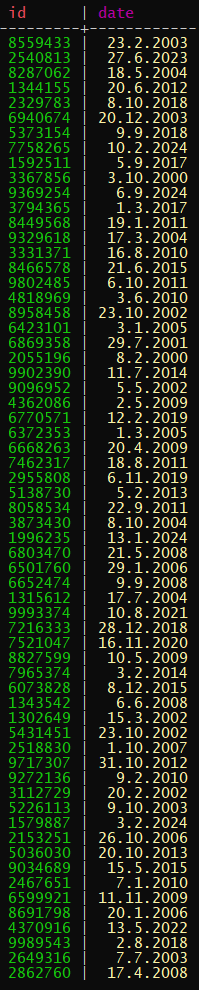 id | date
---------+------------
8559433 | 23.2.2003
2540813 | 27.6.2023
8287062 | 18.5.2004
1344155 | 20.6.2012
2329783 | 8.10.2018
6940674 | 20.12.2003
5373154 | 9.9.2018
7758265 | 10.2.2024
1592511 | 5.9.2017
3367856 | 3.10.2000
9369254 | 6.9.2024
3794365 | 1.3.2017
8449568 | 19.1.2011
9329618 | 17.3.2004
3331371 | 16.8.2010
8466578 | 21.6.2015
9802485 | 6.10.2011
4818969 | 3.6.2010
8958458 | 23.10.2002
6423101 | 3.1.2005
6869358 | 29.7.2001
2055196 | 8.2.2000
9902390 | 11.7.2014
9096952 | 5.5.2002
4362086 | 2.5.2009
6770571 | 12.2.2019
6372353 | 1.3.2005
6668263 | 20.4.2009
7462317 | 18.8.2011
2955808 | 6.11.2019
5138730 | 5.2.2013
8058534 | 22.9.2011
3873430 | 8.10.2004
1996235 | 13.1.2024
6803470 | 21.5.2008
6501760 | 29.1.2006
6652474 | 9.9.2008
1315612 | 17.7.2004
9993374 | 10.8.2021
7216333 | 28.12.2018
7521047 | 16.11.2020
8827599 | 10.5.2009
7965374 | 3.2.2014
6073828 | 8.12.2015
1343542 | 6.6.2008
1302649 | 15.3.2002
5431451 | 23.10.2002
2518830 | 1.10.2007
9717307 | 31.10.2012
9272136 | 9.2.2010
3112729 | 20.2.2002
5226113 | 9.10.2003
1579887 | 3.2.2024
2153251 | 26.10.2006
5036030 | 20.10.2013
9034689 | 15.5.2015
2467651 | 7.1.2010
6599921 | 11.11.2009
8691798 | 20.1.2006
4370916 | 13.5.2022
9989543 | 2.8.2018
2649316 | 7.7.2003
2862760 | 17.4.2008